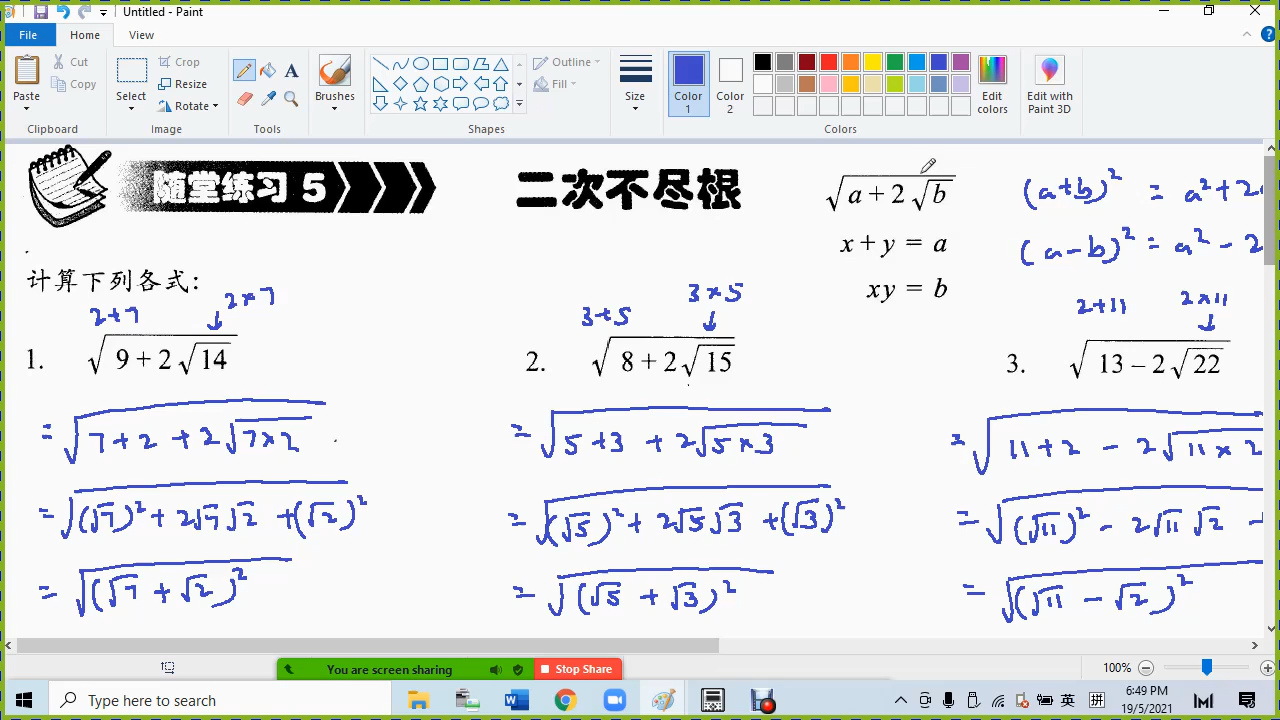 Untitled - Paint
File Home View
Paste Cut Copy Clipboard
Select Crop Resize Rotate Image
A Tools
Brushes
Outline Fill Shapes
Size
Color 1 Color 2 Edit colors Colors
Edit with Paint 3D
随堂练习 5
二次不尽根
√(a + 2√b)
x + y = a
xy = b
(a+b)² = a² + 2
(a-b)² = a² - 2
计算下列各式:
2+7 2×7
3+5 3×5
2+11 2×11
1. √(9 + 2√14)
2. √(8 + 2√15)
3. √(13 – 2√22)
= √(7+2 + 2√(7×2))
= √(5+3 + 2√(5×3))
= √(11+2 - 2√(11×2
= √((√7)² + 2√7√2 + (√2)²)
= √((√5)² + 2√5√3 + (√3)²)
= √((√11)² - 2√11 √2
= √((√7 + √2)²)
= √((√5 + √3)²)
= √((√11 - √2)²)
You are screen sharing Stop Share
100%
Type here to search
英 拼
6:49 PM
19/5/2021